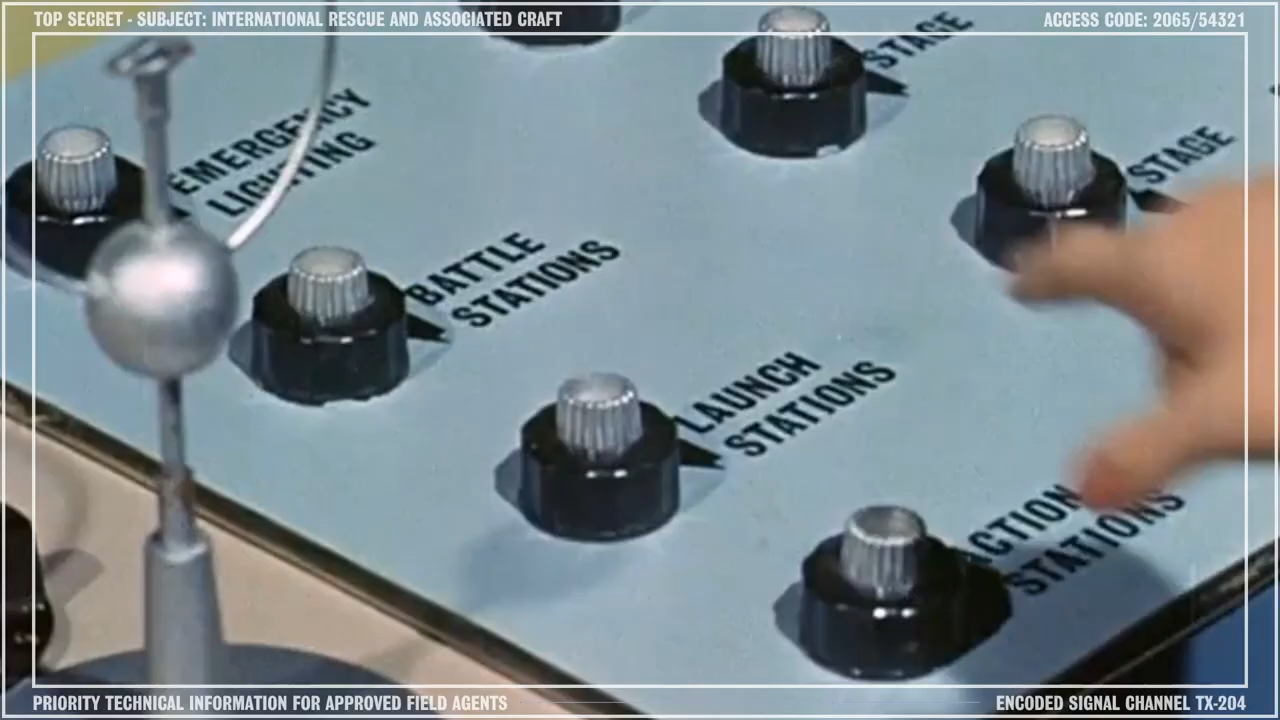 TOP SECRET - SUBJECT: INTERNATIONAL RESCUE AND ASSOCIATED CRAFT
ACCESS CODE: 2065/54321
STAGE
EMERGENCY
LIGHTING
STAGE
BATTLE
STATIONS
LAUNCH
STATIONS
ACTION
STATIONS
PRIORITY TECHNICAL INFORMATION FOR APPROVED FIELD AGENTS
ENCODED SIGNAL CHANNEL TX-204